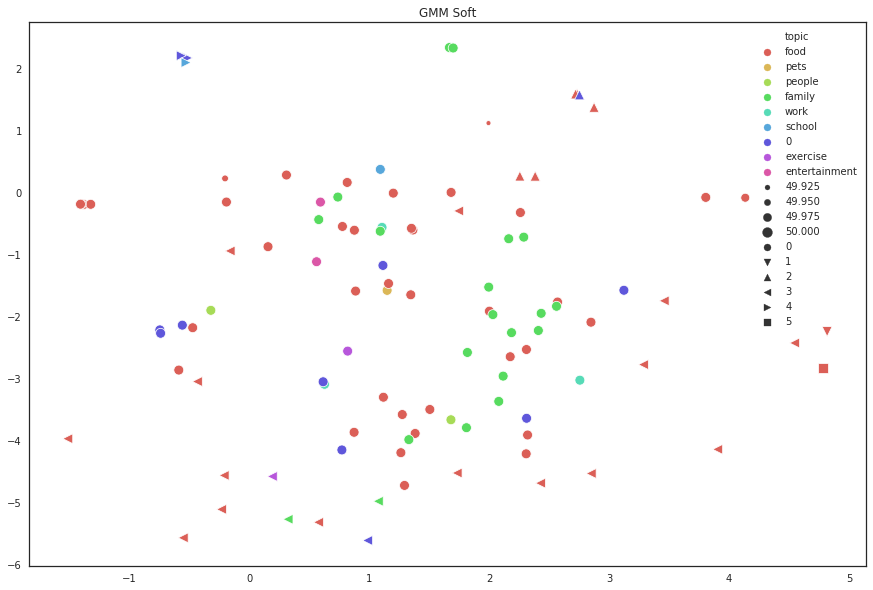 GMM Soft
topic
food
pets
people
family
work
school
0
exercise
entertainment
49.925
49.950
49.975
50.000
0
1
2
3
4
5
2
1
0
−1
−2
−3
−4
−5
−6
−1 0 1 2 3 4 5